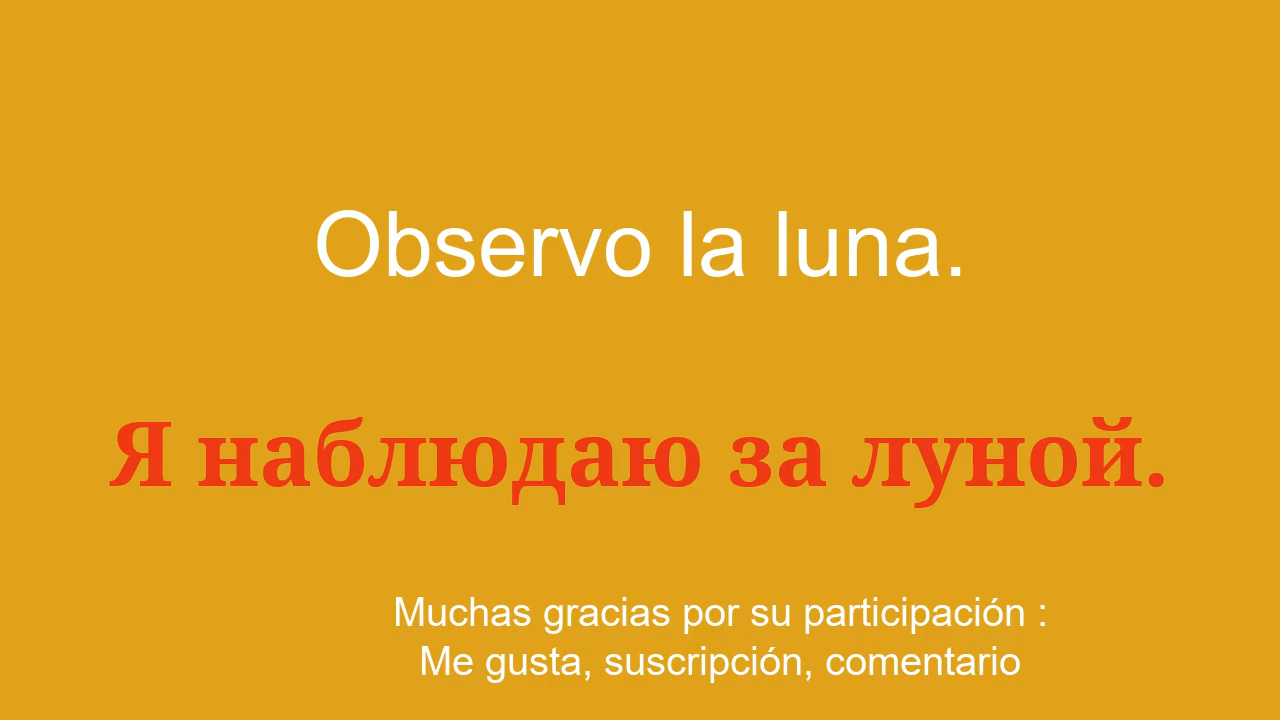 Observo la luna.
Я наблюдаю за луной.
Muchas gracias por su participación :
Me gusta, suscripción, comentario